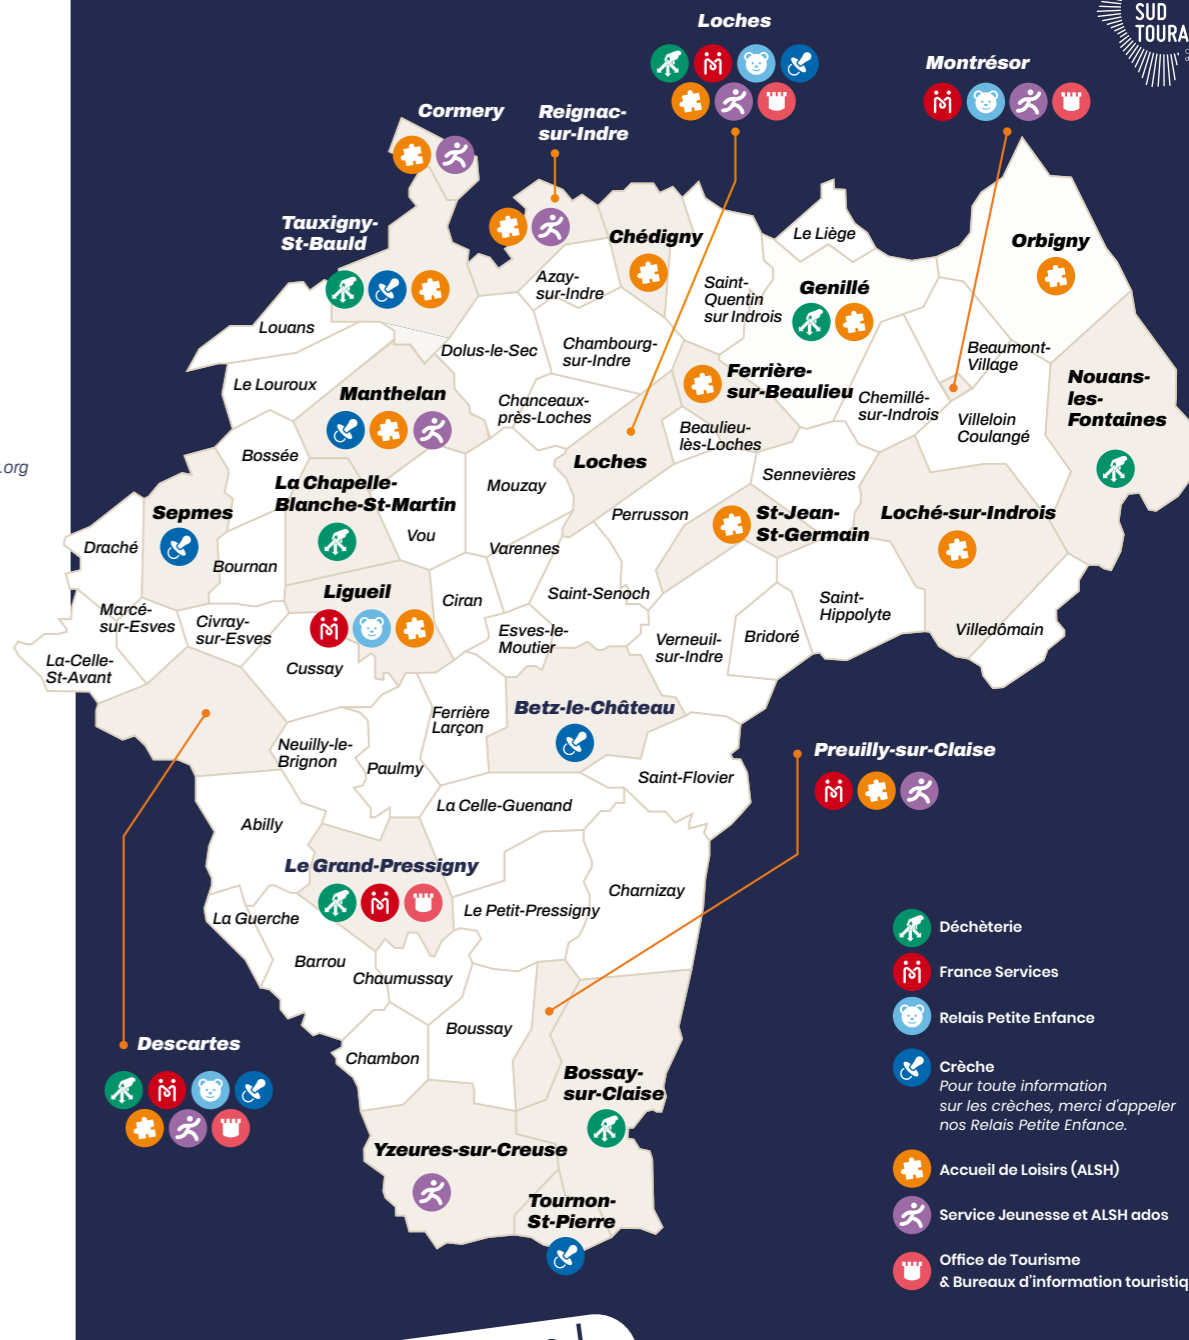 SUD
TOURA
Loches
Montrésor
Cormery
Reignac-
sur-Indre
Tauxigny-
St-Bauld
Chédigny
Le Liège
Orbigny
Azay-
sur-Indre
Saint-
Quentin
sur Indrois
Genillé
Louans
Dolus-le-Sec
Chambourg-
sur-Indre
Beaumont-
Village
Le Louroux
Manthelan
Chanceaux-
près-Loches
Ferrière-
sur-Beaulieu
Chemillé-
sur-Indrois
Nouans-
les-
Fontaines
Beaulieu-
lès-Loches
Villeloin
Coulangé
.org
Bossée
Loches
La Chapelle-
Blanche-St-Martin
Mouzay
Sennevières
Sepmes
Perrusson
St-Jean-
St-Germain
Loché-sur-Indrois
Draché
Vou
Varennes
Bournan
Ligueil
Ciran
Saint-Senoch
Saint-
Hippolyte
Marcé-
sur-Esves
Civray-
sur-Esves
Esves-le-
Moutier
Verneuil-
sur-Indre
Bridoré
Villedômain
La-Celle-
St-Avant
Cussay
Ferrière
Larçon
Betz-le-Château
Neuilly-le-
Brignon
Paulmy
Saint-Flovier
Preuilly-sur-Claise
La Celle-Guenand
Abilly
Le Grand-Pressigny
Charnizay
La Guerche
Le Petit-Pressigny
Barrou
Chaumussay
Boussay
Descartes
Chambon
Bossay-
sur-Claise
Yzeures-sur-Creuse
Tournon-
St-Pierre
Déchèterie
France Services
Relais Petite Enfance
Crèche
Pour toute information
sur les crèches, merci d'appeler
nos Relais Petite Enfance.
Accueil de Loisirs (ALSH)
Service Jeunesse et ALSH ados
Office de Tourisme
& Bureaux d'information touristiq